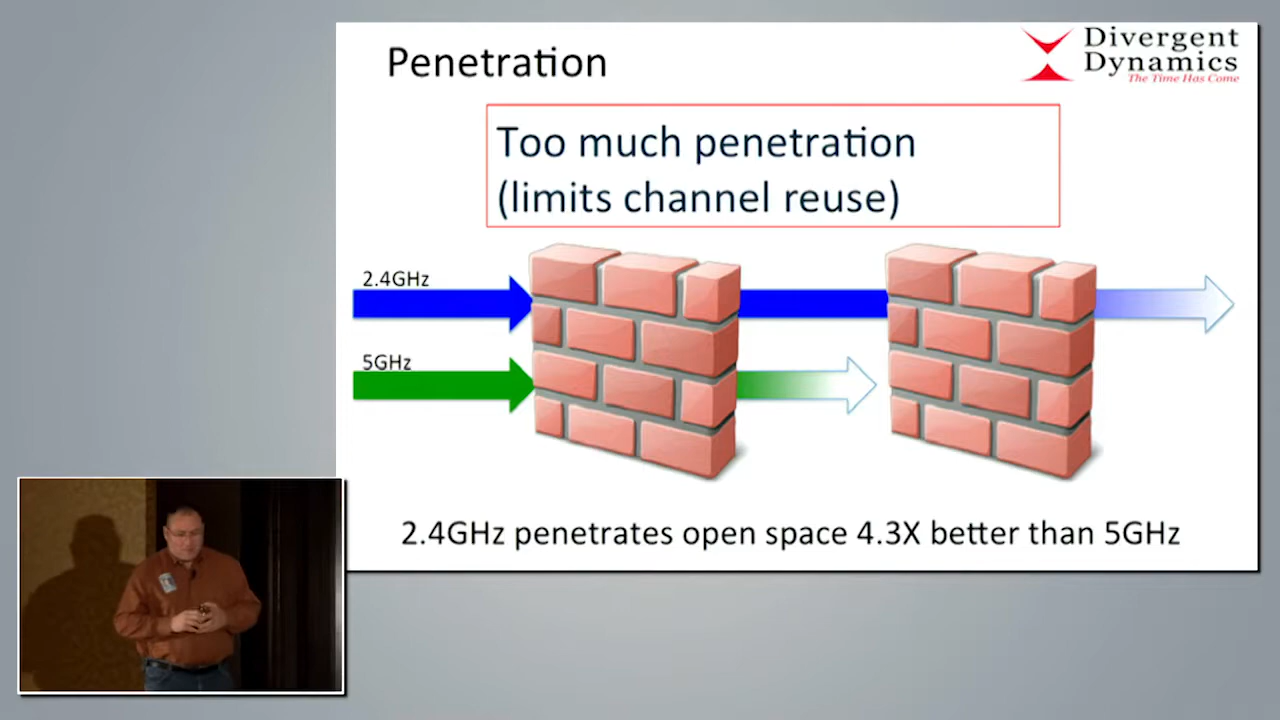 Penetration
Divergent
Dynamics
The Time Has Come
Too much penetration
(limits channel reuse)
2.4GHz
5GHz
2.4GHz penetrates open space 4.3X better than 5GHz